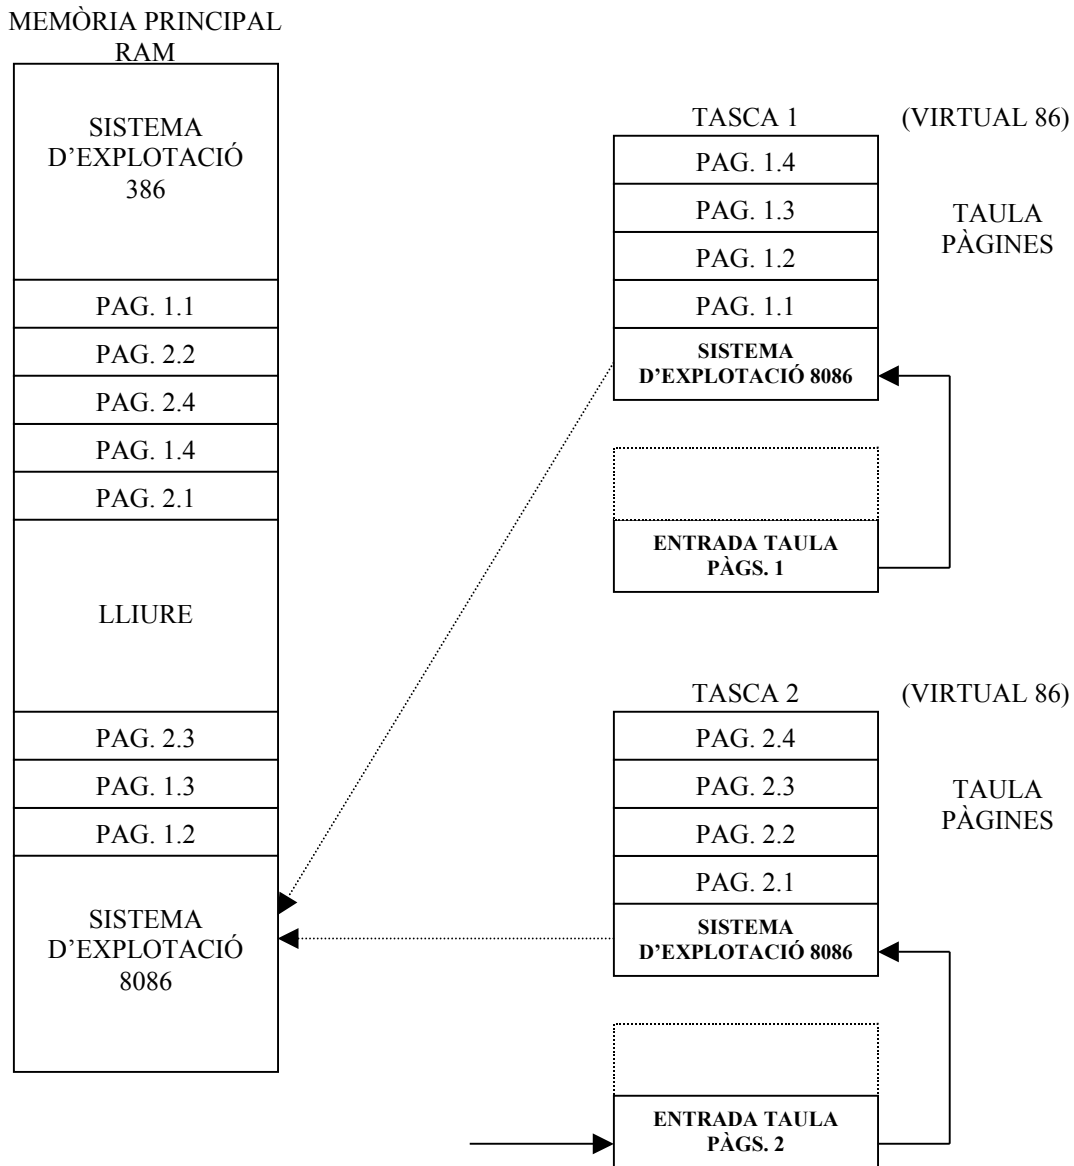 MEMÒRIA PRINCIPAL
RAM
SISTEMA
D’EXPLOTACIÓ
386
PAG. 1.1
PAG. 2.2
PAG. 2.4
PAG. 1.4
PAG. 2.1
LLIURE
PAG. 2.3
PAG. 1.3
PAG. 1.2
SISTEMA
D’EXPLOTACIÓ
8086
TASCA 1
(VIRTUAL 86)
PAG. 1.4
PAG. 1.3
PAG. 1.2
PAG. 1.1
SISTEMA
D’EXPLOTACIÓ 8086
TAULA
PÀGINES
ENTRADA TAULA
PÀGS. 1
TASCA 2
(VIRTUAL 86)
PAG. 2.4
PAG. 2.3
PAG. 2.2
PAG. 2.1
SISTEMA
D’EXPLOTACIÓ 8086
TAULA
PÀGINES
ENTRADA TAULA
PÀGS. 2